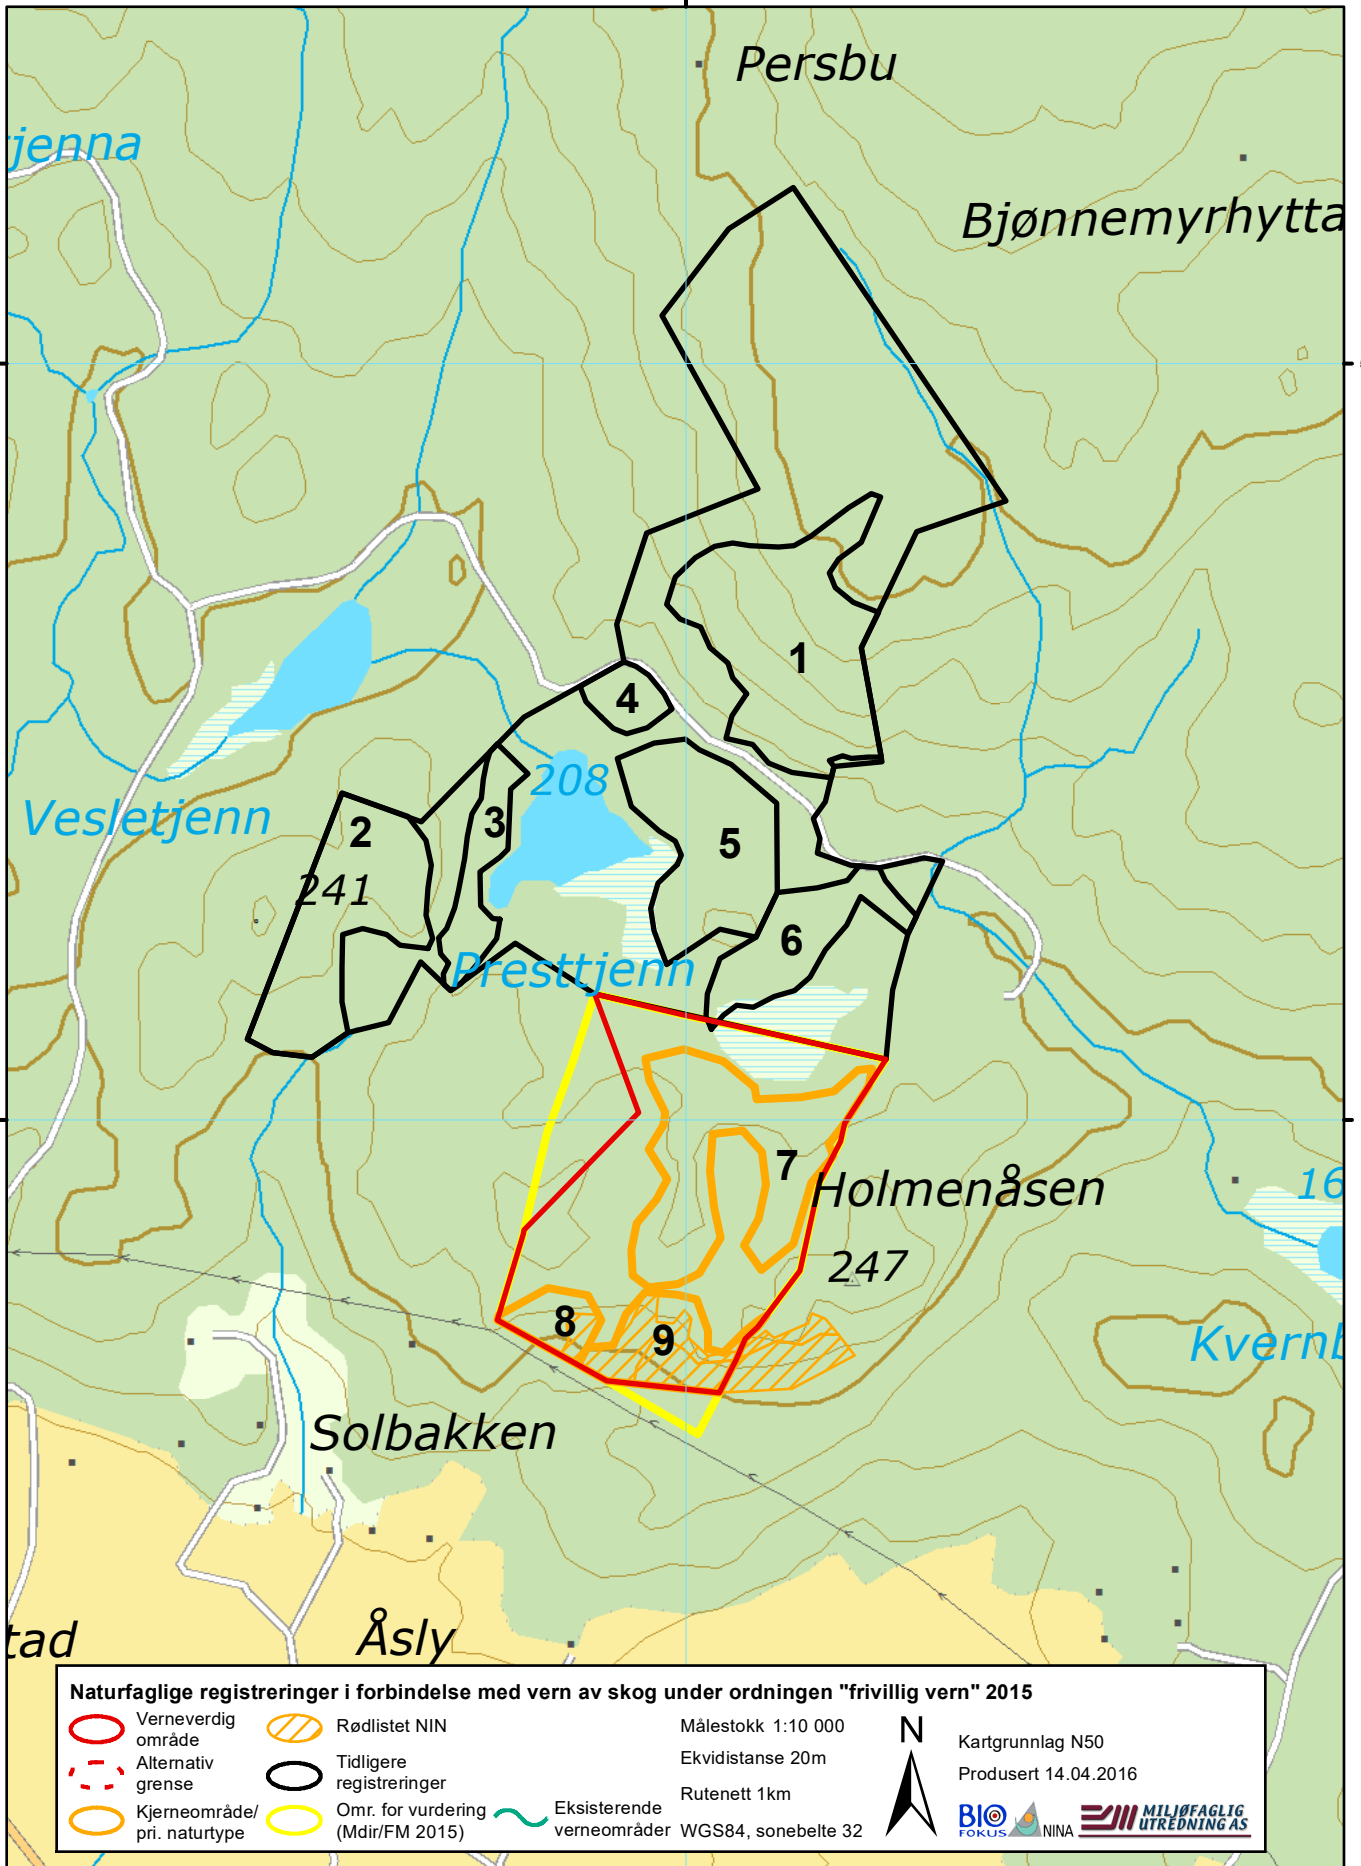 Persbu
tjenna
Bjønnemyrhytta
1
4
208
3
Vesletjenn
2
5
241
6
Presttjenn
7
Holmenåsen
16
247
8
9
Kvernb
Solbakken
tad
Åsly
Naturfaglige registreringer i forbindelse med vern av skog under ordningen "frivillig vern" 2015
Verneverdig
område
Alternativ
grense
Kjerneområde/
pri. naturtype
Rødlistet NIN
Tidligere
registreringer
Omr. for vurdering
(Mdir/FM 2015)
Eksisterende
verneområder
Målestokk 1:10 000
Ekvidistanse 20m
Rutenett 1km
WGS84, sonebelte 32
N
Kartgrunnlag N50
Produsert 14.04.2016
BIO
FOKUS
NINA
MILJØFAGLIG
UTREDNING AS